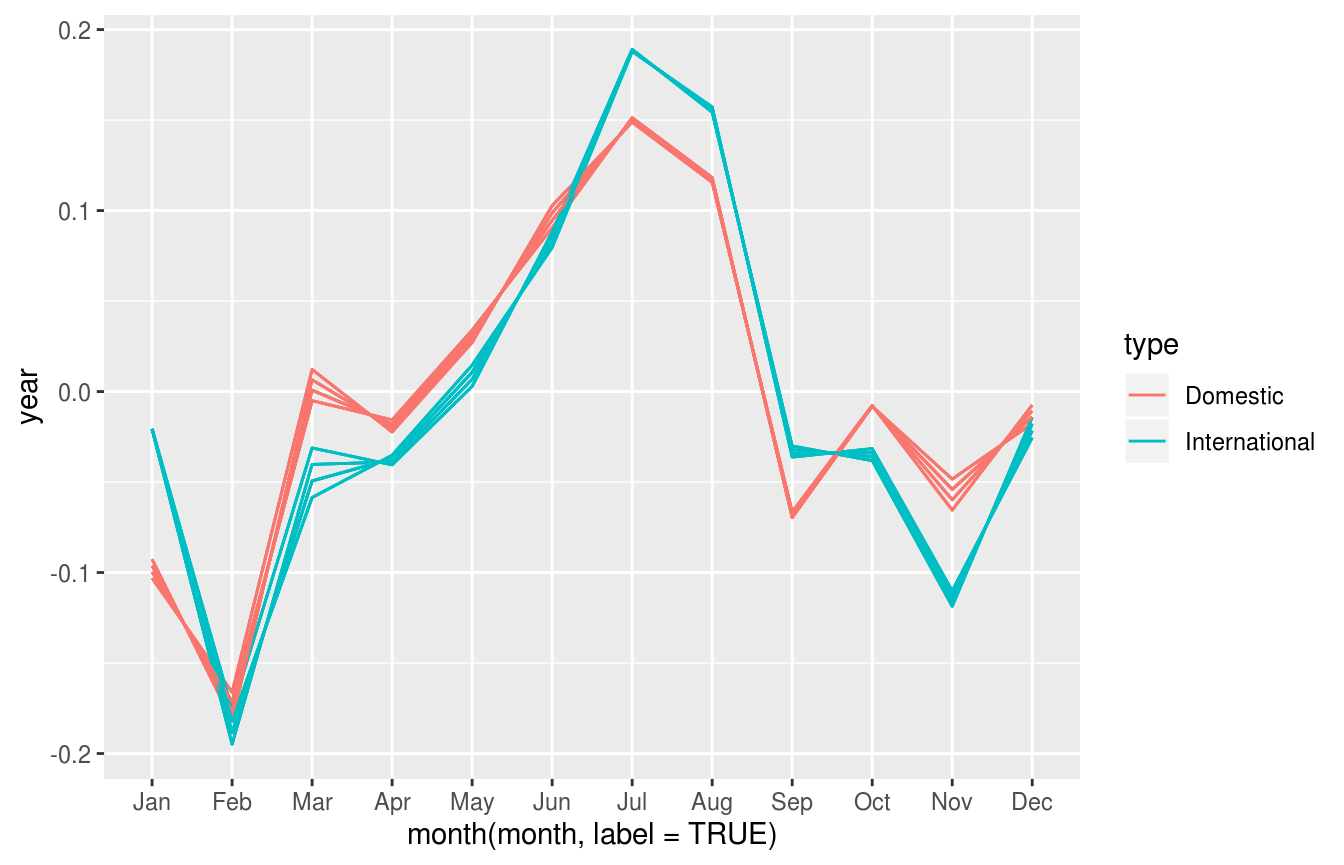 0.2
0.1
0.0
-0.1
-0.2
year
Jan Feb Mar Apr May Jun Jul Aug Sep Oct Nov Dec
month(month, label = TRUE)
type
Domestic
International